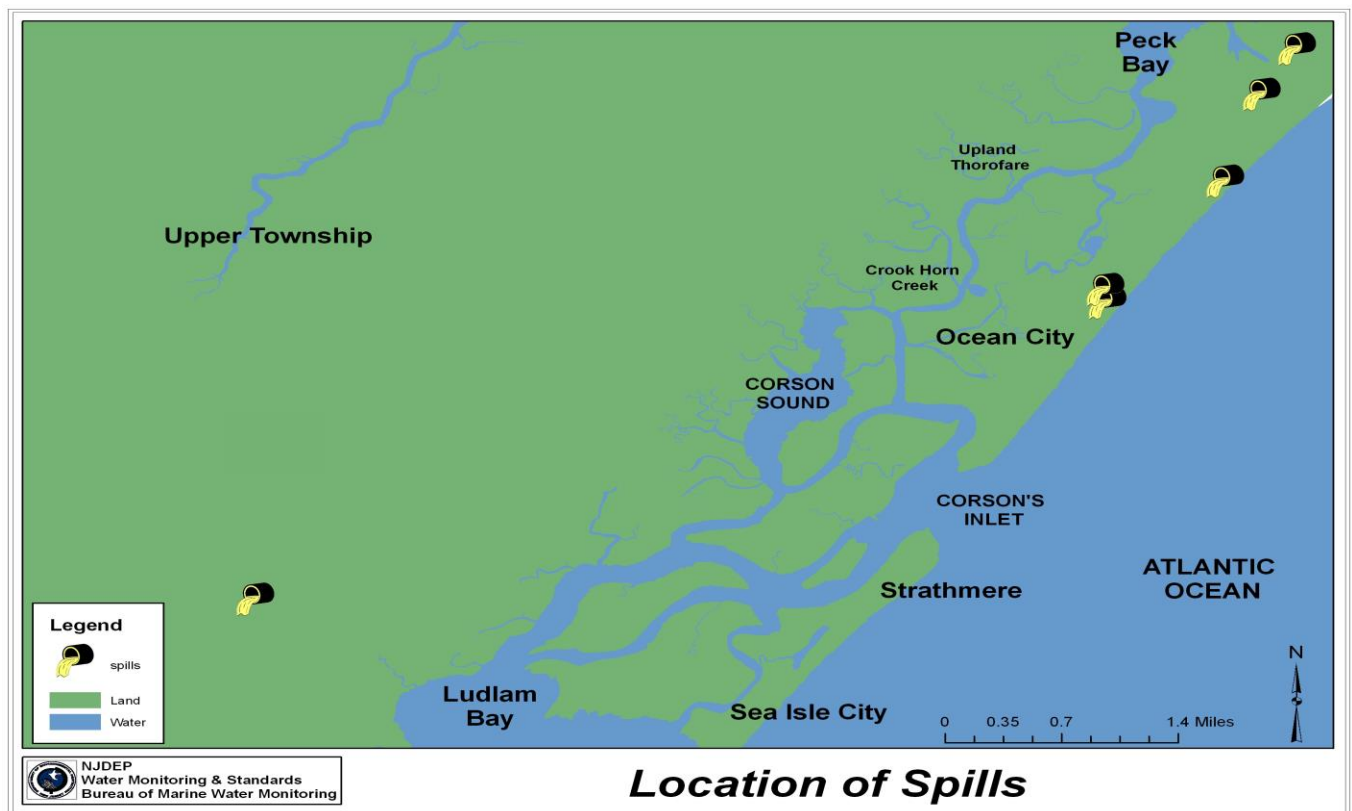 Peck
Bay
Upland
Thorofare
Upper Township
Crook Horn
Creek
Ocean City
CORSON
SOUND
CORSON'S
INLET
ATLANTIC
OCEAN
Strathmere
Legend
spills
Land
Water
Ludlam
Bay
Sea Isle City
N
0 0.35 0.7 1.4 Miles
NJDEP
Water Monitoring & Standards
Bureau of Marine Water Monitoring
Location of Spills